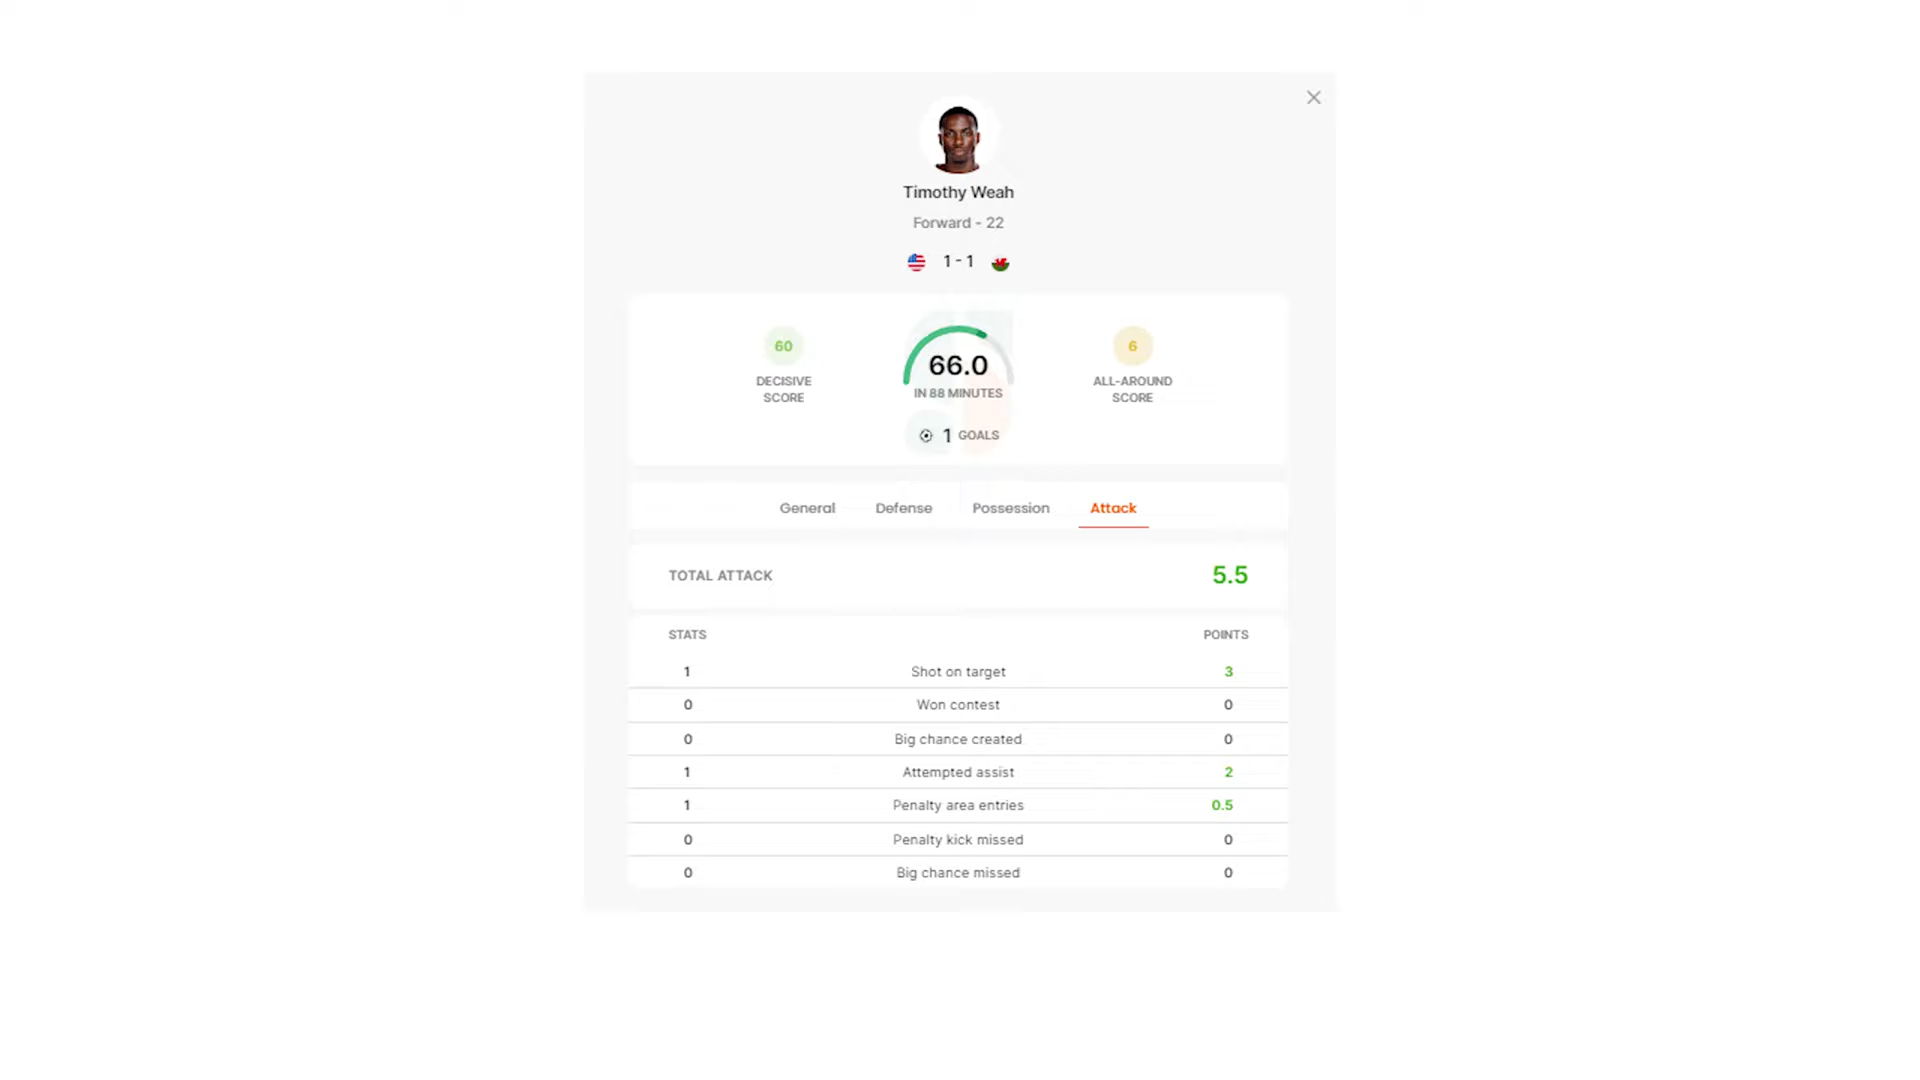 Timothy Weah
Forward - 22
1 - 1
60
DECISIVE
SCORE
66.0
IN 88 MINUTES
1 GOALS
6
ALL-AROUND
SCORE
General Defense Possession Attack
TOTAL ATTACK 5.5
STATS POINTS
1 Shot on target 3
0 Won contest 0
0 Big chance created 0
1 Attempted assist 2
1 Penalty area entries 0.5
0 Penalty kick missed 0
0 Big chance missed 0